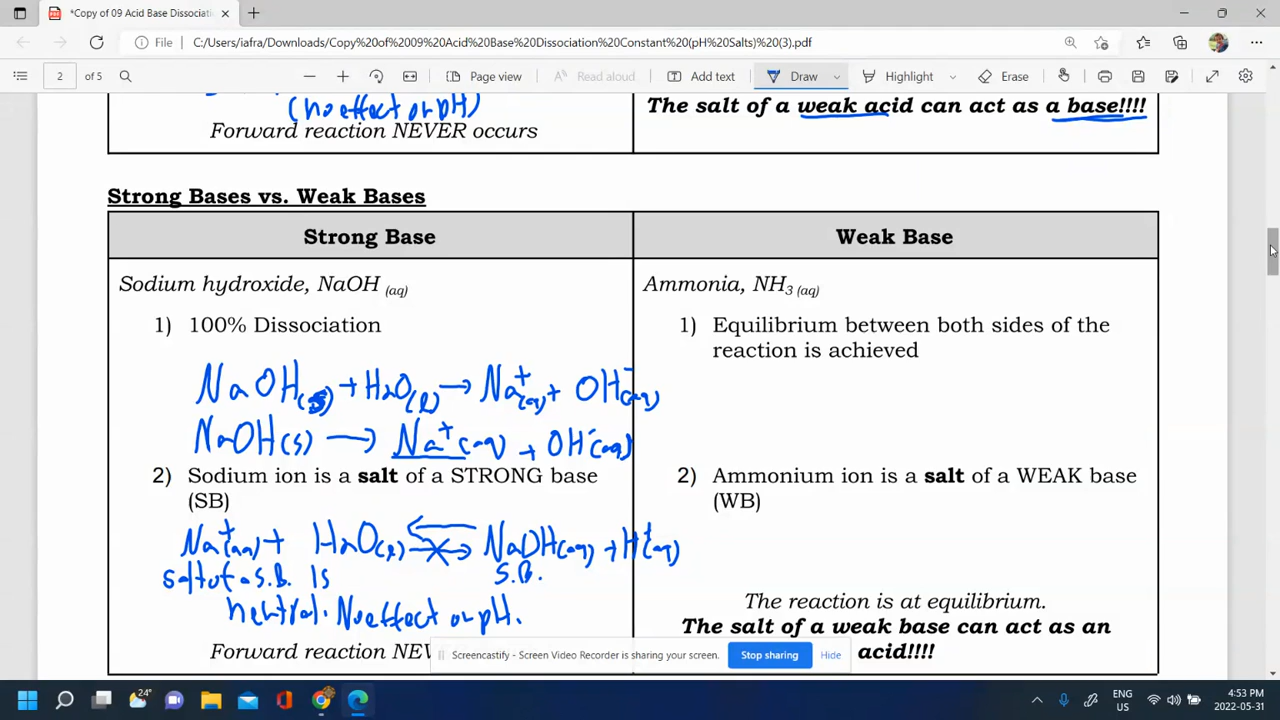 *Copy of 09 Acid Base Dissociati
File
C:/Users/iafra/Downloads/Copy%20of%2009%20Acid%20Base%20Dissociation%20Constant%20(pH%20Salts)%20(3).pdf
2 of 5
Page view
Read aloud
Add text
Draw
Highlight
Erase
(no effect on pH)
Forward reaction NEVER occurs
The salt of a weak acid can act as a base!!!!
Strong Bases vs. Weak Bases
Strong Base
Weak Base
Sodium hydroxide, NaOH (aq)
1) 100% Dissociation
NaOH(s) + H2O(l) → Na+(aq) + OH-(aq)
NaOH(s) → Na+(aq) + OH-(aq)
2) Sodium ion is a salt of a STRONG base
(SB)
Na+(aq) + H2O(l) NaOH(aq) + H+(aq)
salt of a S.B. is
S.B.
neutral. No effect on pH.
Forward reaction NEV
Ammonia, NH3 (aq)
1) Equilibrium between both sides of the
reaction is achieved
2) Ammonium ion is a salt of a WEAK base
(WB)
The reaction is at equilibrium.
The salt of a weak base can act as an
acid!!!!
Screencastify - Screen Video Recorder is sharing your screen.
Stop sharing
Hide
24°
ENG
US
4:53 PM
2022-05-31